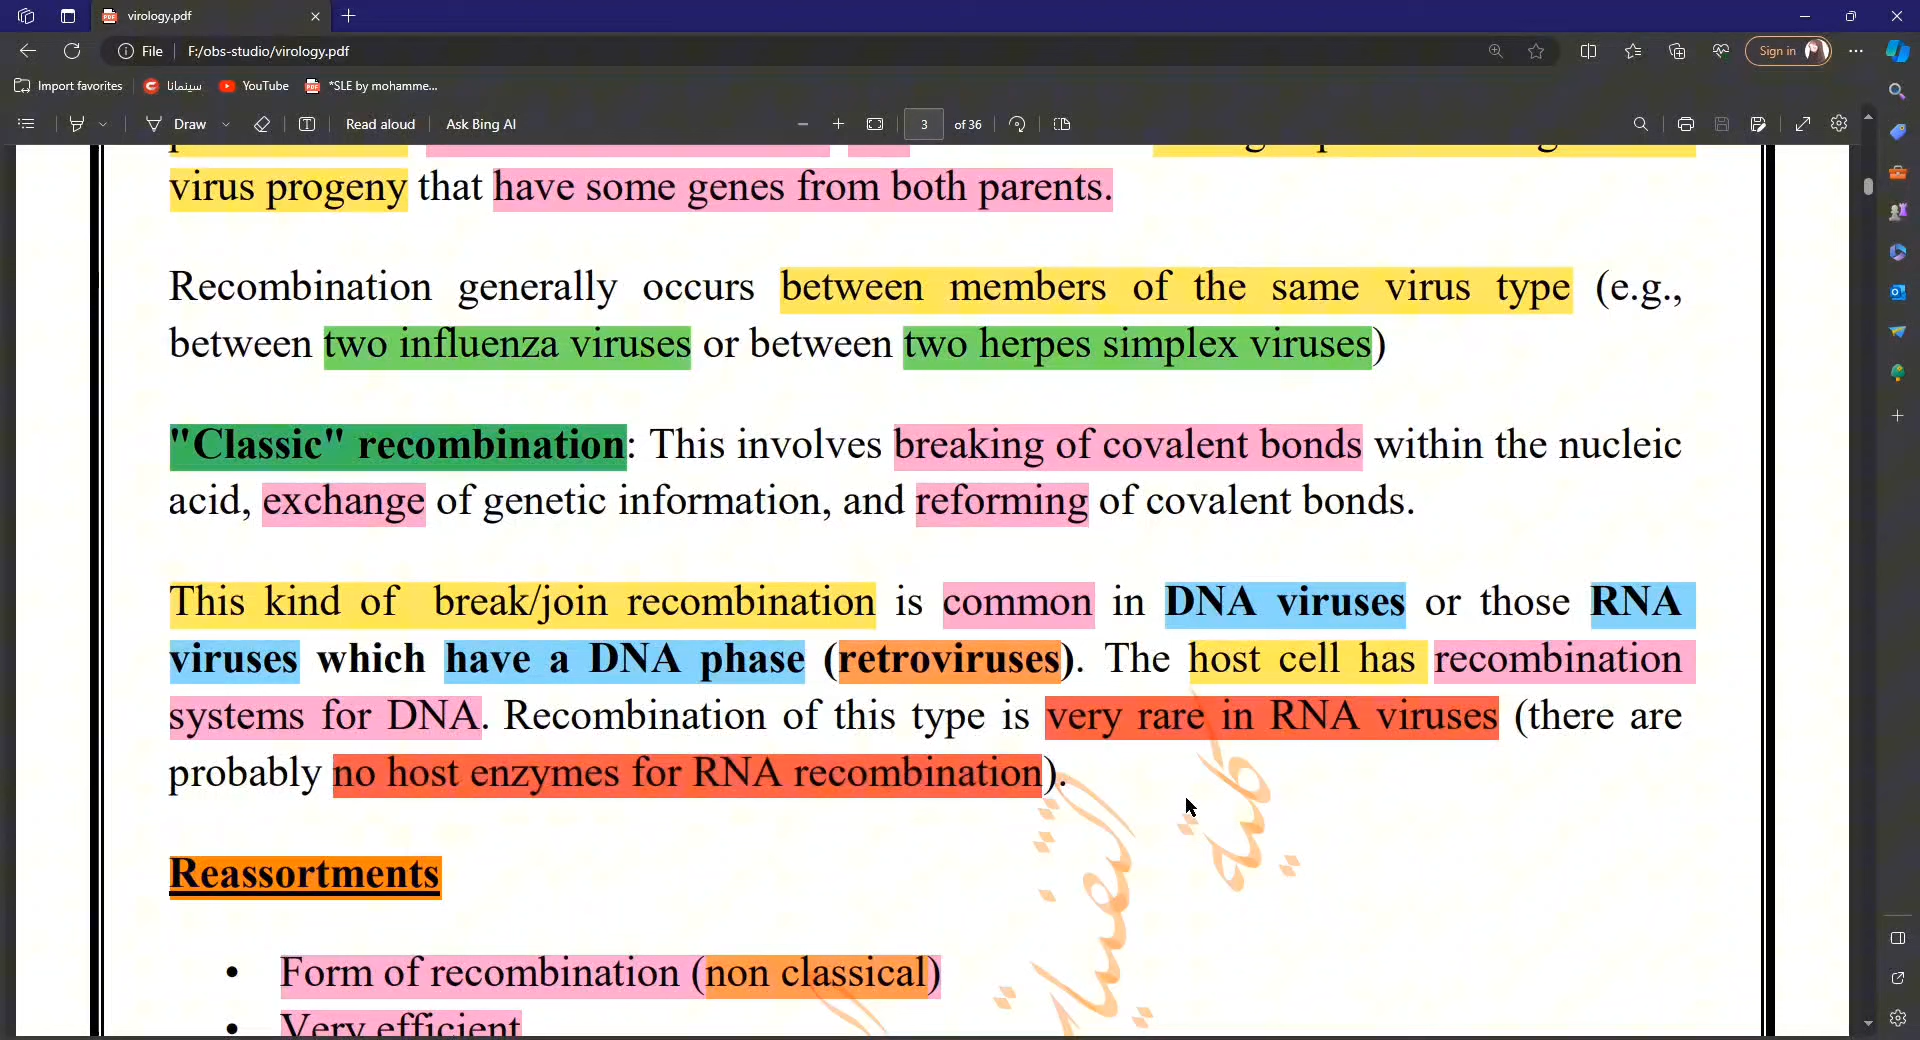 virology.pdf
File
F:/obs-studio/virology.pdf
Sign in
Import favorites
سينمانا
YouTube
*SLE by mohamme...
Draw
Read aloud
Ask Bing AI
3 of 36
virus progeny that have some genes from both parents.
Recombination generally occurs between members of the same virus type (e.g.,
between two influenza viruses or between two herpes simplex viruses)
"Classic" recombination: This involves breaking of covalent bonds within the nucleic
acid, exchange of genetic information, and reforming of covalent bonds.
This kind of break/join recombination is common in DNA viruses or those RNA
viruses which have a DNA phase (retroviruses). The host cell has recombination
systems for DNA. Recombination of this type is very rare in RNA viruses (there are
probably no host enzymes for RNA recombination).
Reassortments
• Form of recombination (non classical)
• Very efficient